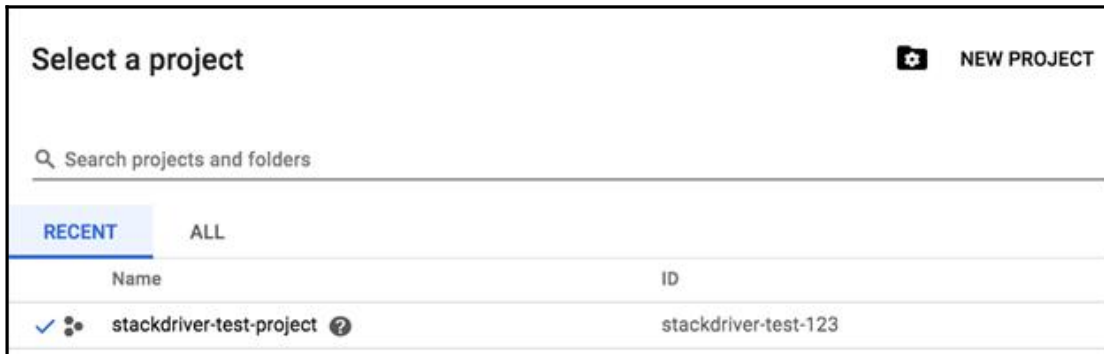 Select a project
NEW PROJECT
Search projects and folders
RECENT ALL
Name ID
stackdriver-test-project stackdriver-test-123